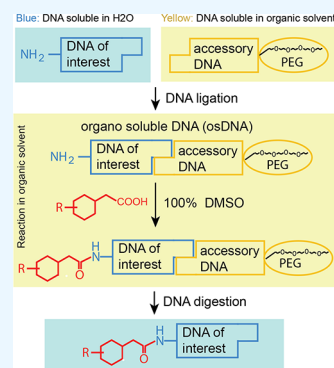 Blue: DNA soluble in H2O Yellow: DNA soluble in organic solvent
NH2
DNA of
interest
accessory
DNA
O O O O
PEG
DNA ligation
Reaction in organic solvent
organo soluble DNA (osDNA)
NH2
DNA of
interest
accessory
DNA
O O O O
PEG
R
COOH
100% DMSO
R
O
H
N
DNA of
interest
accessory
DNA
O O O O
PEG
DNA digestion
R
O
H
N
DNA of
interest